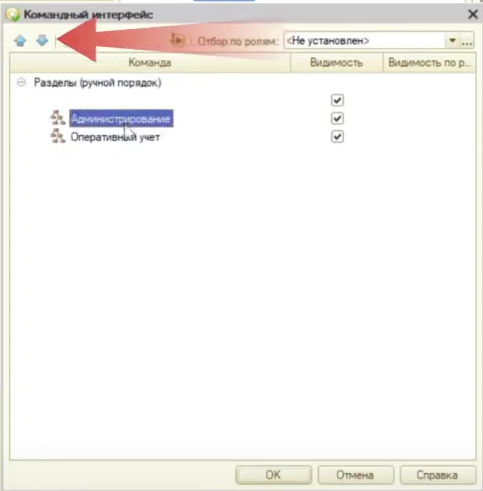 Командный интерфейс
Отбор по ролям: <Не установлен>
Команда Видимость Видимость по р...
Разделы (ручной порядок)
Администрирование
Оперативный учет
OK Отмена Справка